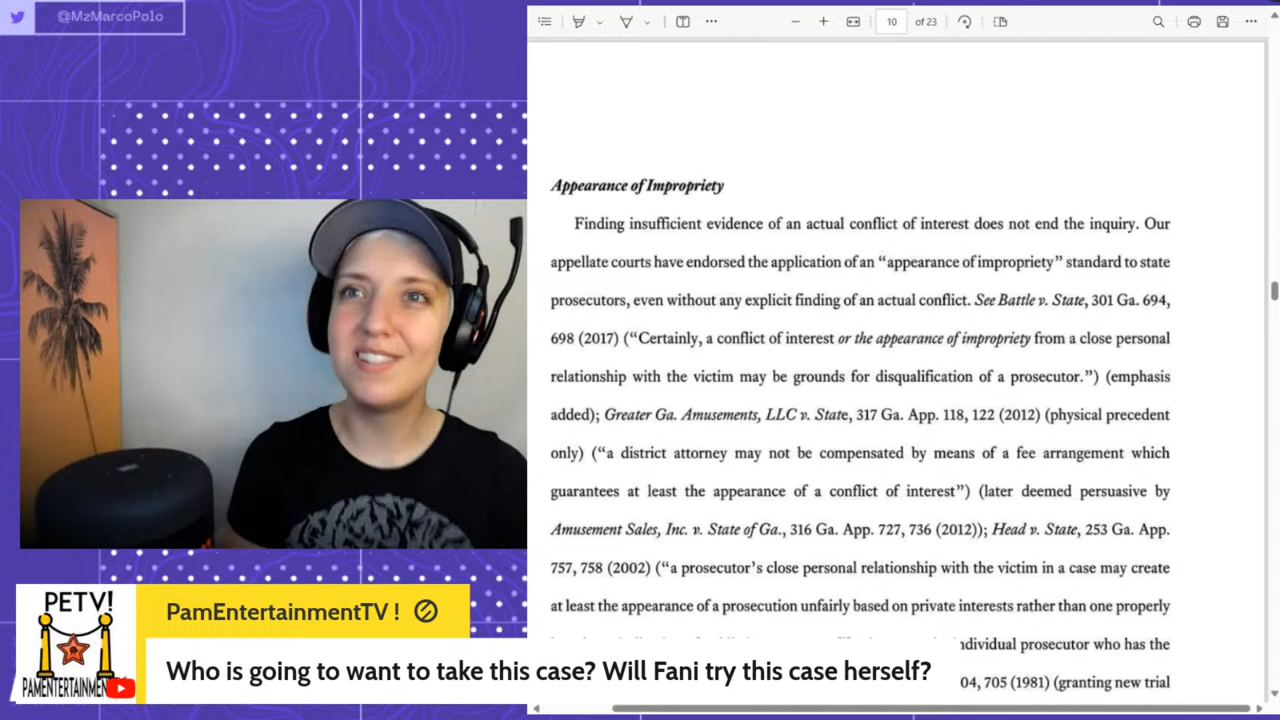 @MzMarcoPolo
10 of 23
Appearance of Impropriety
Finding insufficient evidence of an actual conflict of interest does not end the inquiry. Our
appellate courts have endorsed the application of an “appearance of impropriety” standard to state
prosecutors, even without any explicit finding of an actual conflict. See Battle v. State, 301 Ga. 694,
698 (2017) (“Certainly, a conflict of interest or the appearance of impropriety from a close personal
relationship with the victim may be grounds for disqualification of a prosecutor.”) (emphasis
added); Greater Ga. Amusements, LLC v. State, 317 Ga. App. 118, 122 (2012) (physical precedent
only) (“a district attorney may not be compensated by means of a fee arrangement which
guarantees at least the appearance of a conflict of interest”) (later deemed persuasive by
Amusement Sales, Inc. v. State of Ga., 316 Ga. App. 727, 736 (2012)); Head v. State, 253 Ga. App.
757, 758 (2002) (“a prosecutor’s close personal relationship with the victim in a case may create
at least the appearance of a prosecution unfairly based on private interests rather than one properly
ndividual prosecutor who has the
04, 705 (1981) (granting new trial
PETV!
PAMENTERTAINMENT
PamEntertainmentTV !
Who is going to want to take this case? Will Fani try this case herself?